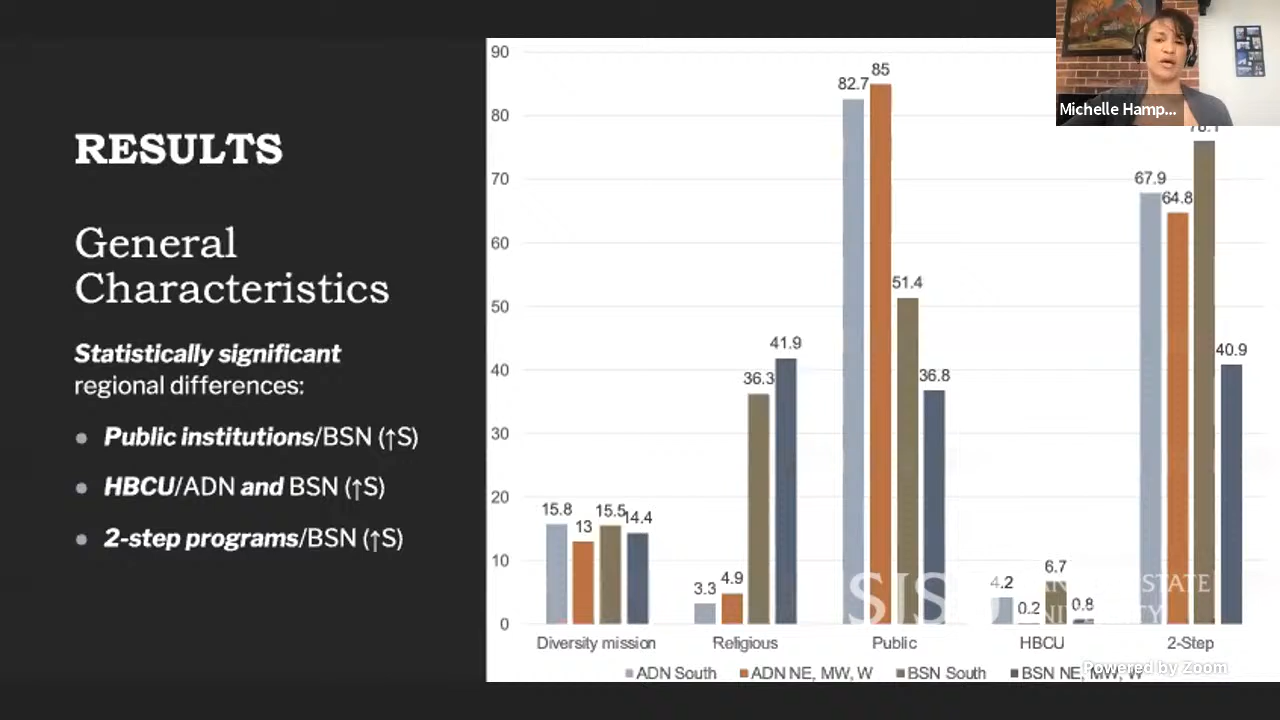 RESULTS
General
Characteristics
Statistically significant
regional differences:
• Public institutions/BSN (↑S)
• HBCU/ADN and BSN (↑S)
• 2-step programs/BSN (↑S)
90
80
70
60
50
40
30
20
10
0
15.8
13
15.5
14.4
3.3
4.9
36.3
41.9
82.7
85
51.4
36.8
4.2
0.2
6.7
0.8
67.9
64.8
40.9
Diversity mission
Religious
Public
HBCU
2-Step
ADN South
ADN NE, MW, W
BSN South
BSN NE, MW, W
Michelle Hamp...
STATE
Powered by Zoom